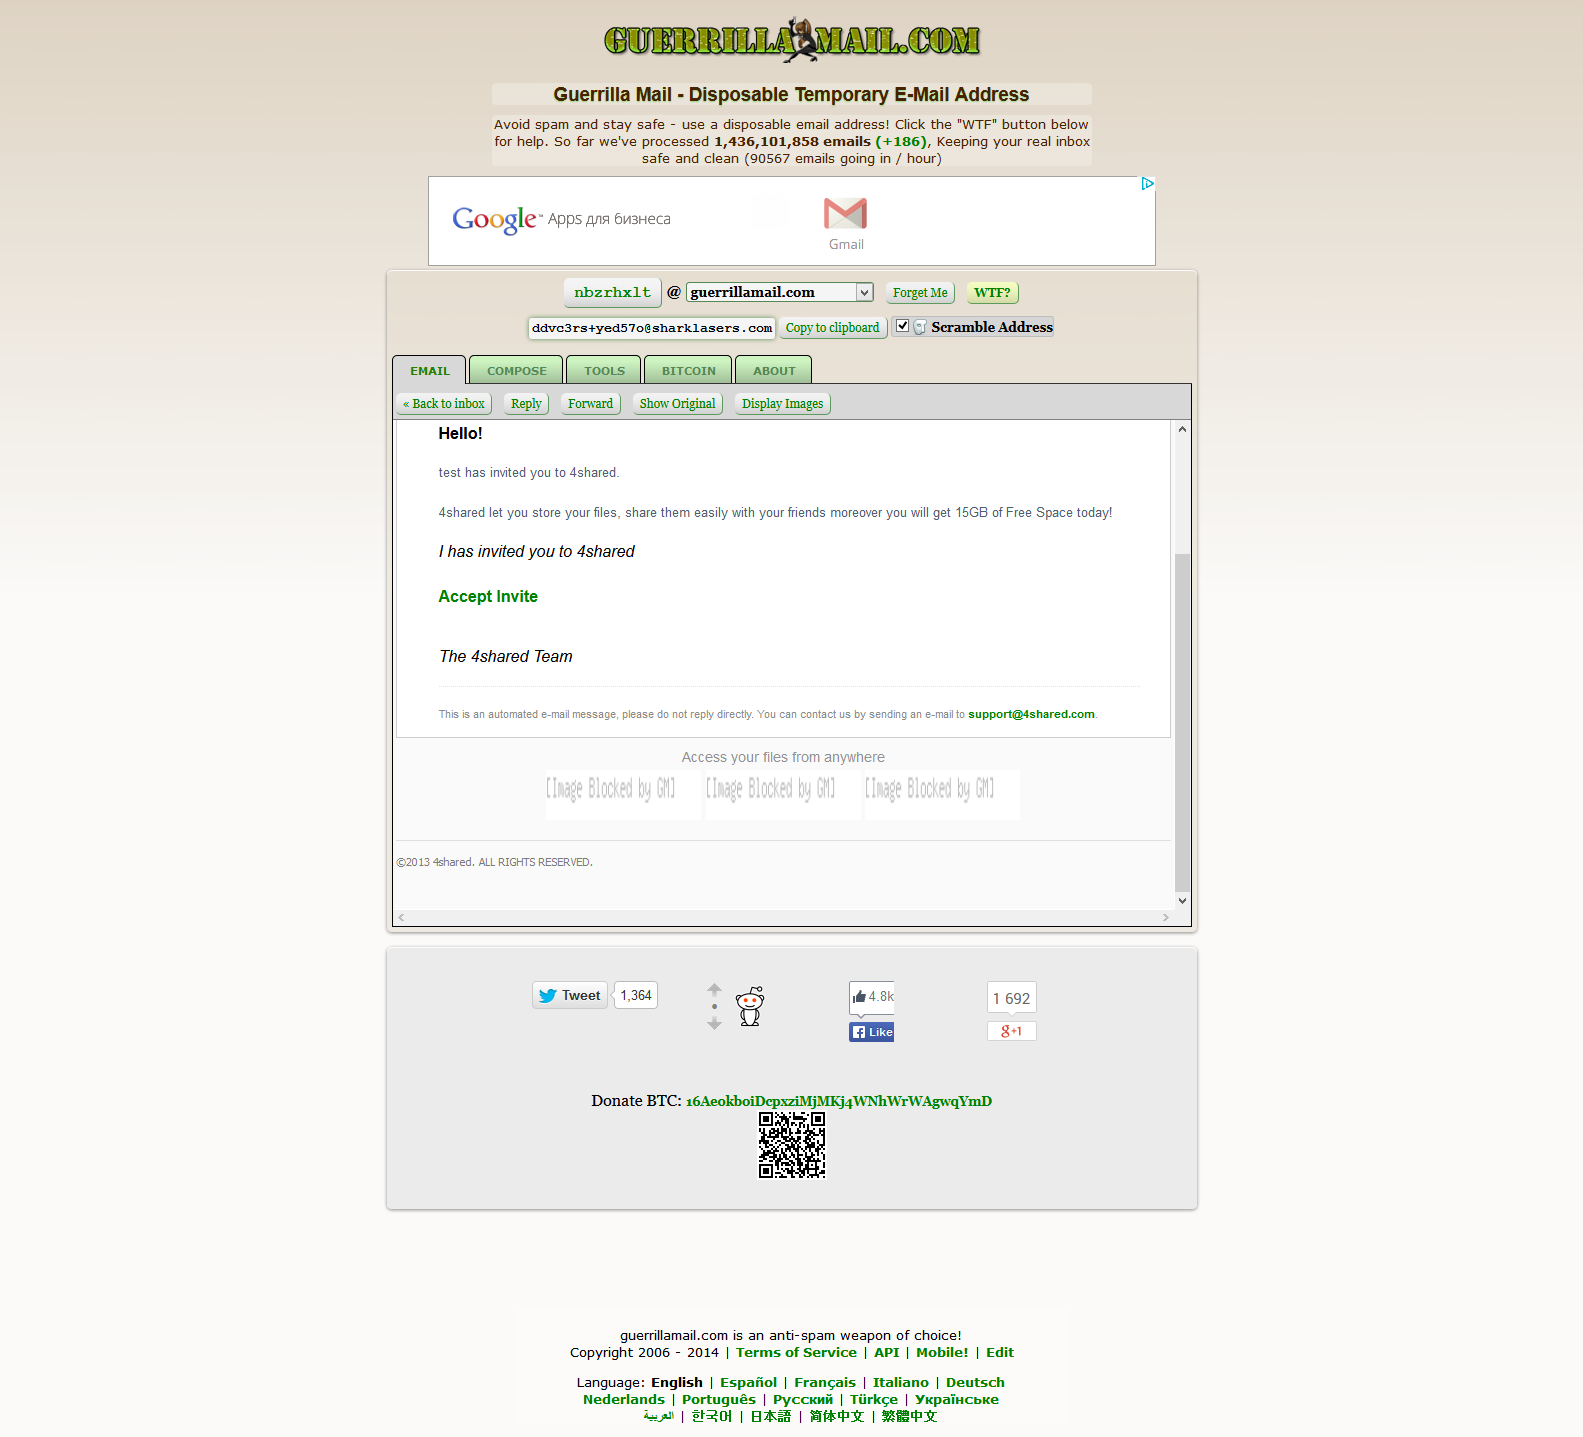 GUERRILLAMAIL.COM
Guerrilla Mail - Disposable Temporary E-Mail Address
Avoid spam and stay safe - use a disposable email address! Click the "WTF" button below
for help. So far we've processed 1,436,101,858 emails (+186), Keeping your real inbox
safe and clean (90567 emails going in / hour)
Google™ Apps для бизнеса
Gmail
nbzrhxlt @ guerrillamail.com Forget Me WTF?
ddvc3rs+yed57o@sharklasers.com Copy to clipboard Scramble Address
EMAIL COMPOSE TOOLS BITCOIN ABOUT
« Back to inbox Reply Forward Show Original Display Images
Hello!
test has invited you to 4shared.
4shared let you store your files, share them easily with your friends moreover you will get 15GB of Free Space today!
I has invited you to 4shared
Accept Invite
The 4shared Team
This is an automated e-mail message, please do not reply directly. You can contact us by sending an e-mail to support@4shared.com.
Access your files from anywhere
[Image Blocked by GM] [Image Blocked by GM] [Image Blocked by GM]
©2013 4shared. ALL RIGHTS RESERVED.
Tweet 1,364 4.8k 1 692
Like g+1
Donate BTC: 16AeokboiDcpxziMjMKj4WNhWrWAgwqYmD
guerrillamail.com is an anti-spam weapon of choice!
Copyright 2006 - 2014 | Terms of Service | API | Mobile! | Edit
Language: English | Español | Français | Italiano | Deutsch
Nederlands | Português | Русский | Türkçe | Українське
العربية | 한국어 | 日本語 | 简体中文 | 繁體中文